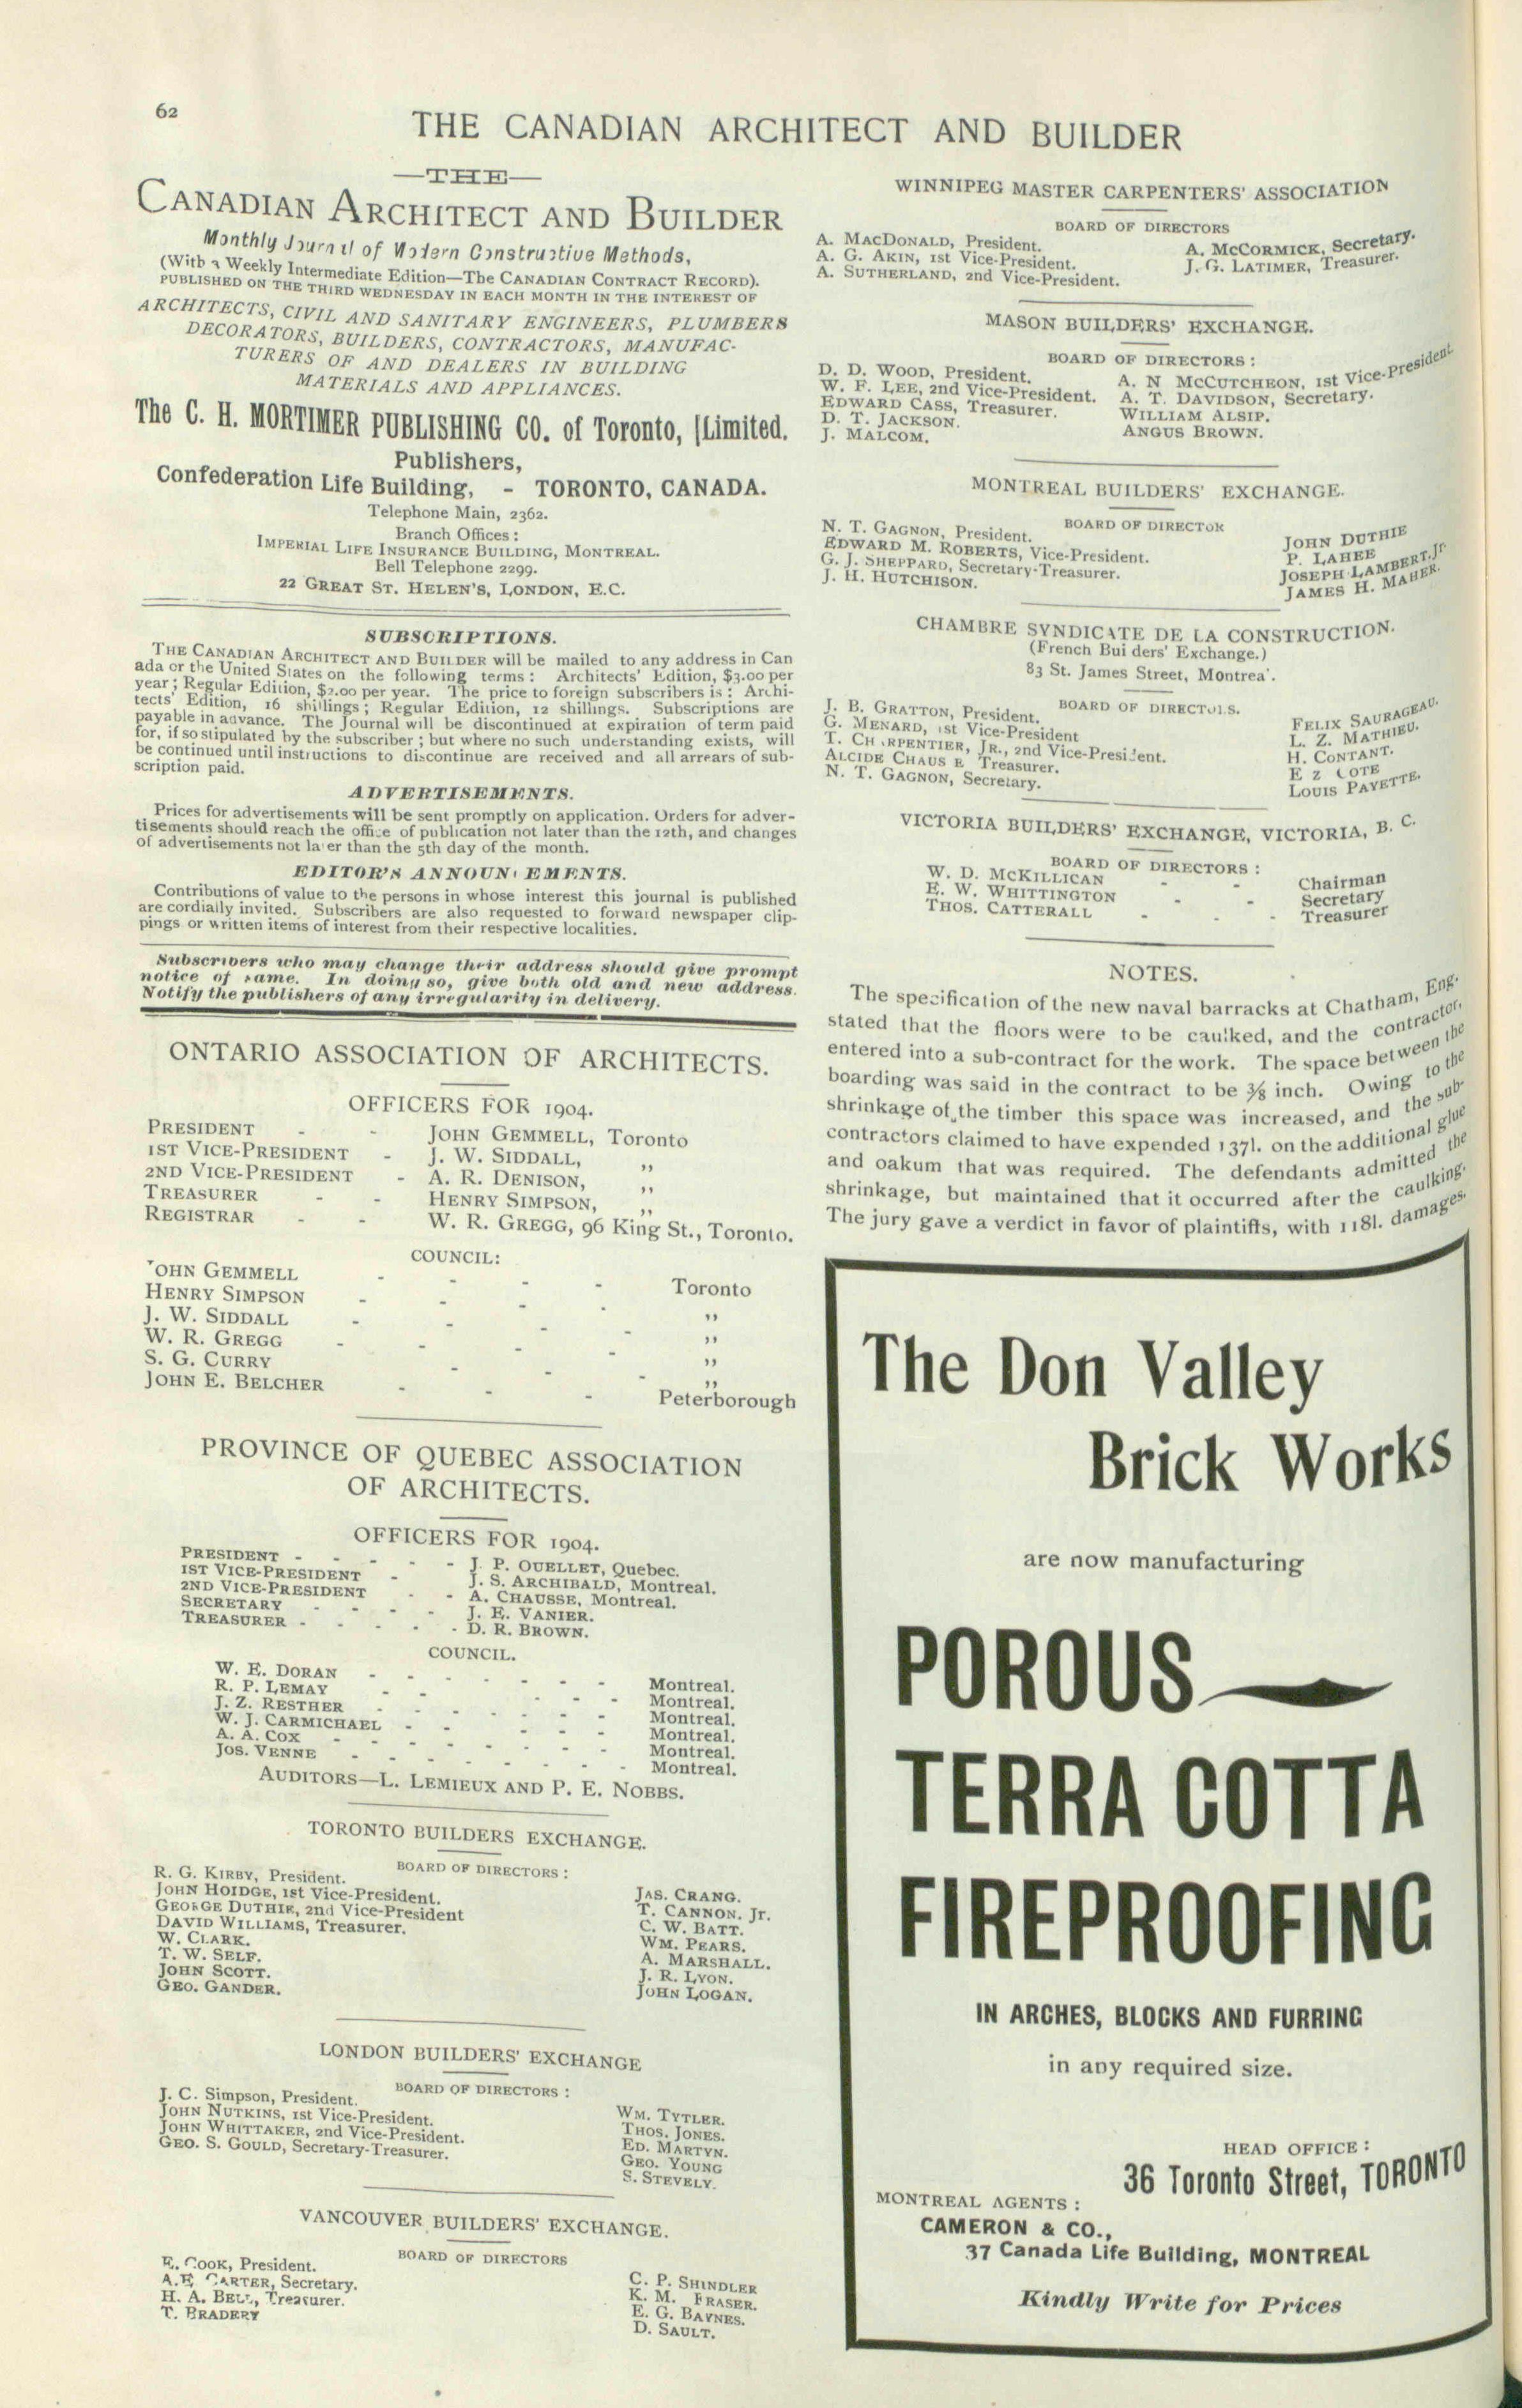 62
THE CANADIAN ARCHITECT AND BUILDER
—THE—
CANADIAN ARCHITECT AND BUILDER
Monthly Journal of Modern Constructive Methods,
(With a Weekly Intermediate Edition—The CANADIAN CONTRACT RECORD).
PUBLISHED ON THE THIRD WEDNESDAY IN EACH MONTH IN THE INTEREST OF
ARCHITECTS, CIVIL AND SANITARY ENGINEERS, PLUMBERS
DECORATORS, BUILDERS, CONTRACTORS, MANUFAC-
TURERS OF AND DEALERS IN BUILDING
MATERIALS AND APPLIANCES.
The C. H. MORTIMER PUBLISHING CO. of Toronto, [Limited.
Publishers,
Confederation Life Building, - TORONTO, CANADA.
Telephone Main, 2362.
Branch Offices :
IMPERIAL LIFE INSURANCE BUILDING, MONTREAL.
Bell Telephone 2299.
22 GREAT ST. HELEN'S, LONDON, E.C.
SUBSCRIPTIONS.
THE CANADIAN ARCHITECT AND BUILDER will be mailed to any address in Can
ada or the United States on the following terms : Architects' Edition, $3.00 per
year ; Regular Edition, $2.00 per year. The price to foreign subscribers is : Archi-
tects' Edition, 16 shillings ; Regular Edition, 12 shillings. Subscriptions are
payable in advance. The Journal will be discontinued at expiration of term paid
for, if so stipulated by the subscriber ; but where no such understanding exists, will
be continued until instructions to discontinue are received and all arrears of sub-
scription paid.
ADVERTISEMENTS.
Prices for advertisements will be sent promptly on application. Orders for adver-
tisements should reach the office of publication not later than the 12th, and changes
of advertisements not later than the 5th day of the month.
EDITOR'S ANNOUNCEMENTS.
Contributions of value to the persons in whose interest this journal is published
are cordially invited. Subscribers are also requested to forward newspaper clip-
pings or written items of interest from their respective localities.
Subscribers who may change their address should give prompt
notice of same. In doing so, give both old and new address.
Notify the publishers of any irregularity in delivery.
ONTARIO ASSOCIATION OF ARCHITECTS.
OFFICERS FOR 1904.
PRESIDENT - - JOHN GEMMELL, Toronto
1ST VICE-PRESIDENT - J. W. SIDDALL, ,,
2ND VICE-PRESIDENT - A. R. DENISON, ,,
TREASURER - - HENRY SIMPSON, ,,
REGISTRAR - - W. R. GREGG, 96 King St., Toronto.
COUNCIL:
JOHN GEMMELL - - - - Toronto
HENRY SIMPSON - - - - ,,
J. W. SIDDALL - - - - ,,
W. R. GREGG - - - - ,,
S. G. CURRY - - - ,,
JOHN E. BELCHER - - - Peterborough
PROVINCE OF QUEBEC ASSOCIATION
OF ARCHITECTS.
OFFICERS FOR 1904.
PRESIDENT - - - - - J. P. OUELLET, Quebec.
1ST VICE-PRESIDENT - J. S. ARCHIBALD, Montreal.
2ND VICE-PRESIDENT - - A. CHAUSSE, Montreal.
SECRETARY - - - - J. E. VANIER.
TREASURER - - - - - D. R. BROWN.
COUNCIL.
W. E. DORAN - - - - - - - Montreal.
R. P. LEMAY - - - - - Montreal.
J. Z. RESTHER - - - - - - Montreal.
W. J. CARMICHAEL - - - - - Montreal.
A. A. COX - - - - - - - Montreal.
JOS. VENNE - - - - - - - Montreal.
AUDITORS—L. LEMIEUX AND P. E. NOBBS.
TORONTO BUILDERS EXCHANGE.
BOARD OF DIRECTORS :
R. G. KIRBY, President.
JOHN HOIDGE, 1st Vice-President.
GEORGE DUTHIE, 2nd Vice-President
DAVID WILLIAMS, Treasurer.
W. CLARK.
T. W. SELF.
JOHN SCOTT.
GEO. GANDER.
JAS. CRANG.
T. CANNON, Jr.
C. W. BATT.
WM. PEARS.
A. MARSHALL.
J. R. LYON.
JOHN LOGAN.
LONDON BUILDERS' EXCHANGE
BOARD OF DIRECTORS :
J. C. Simpson, President.
JOHN NUTKINS, 1st Vice-President.
JOHN WHITTAKER, 2nd Vice-President.
GEO. S. GOULD, Secretary-Treasurer.
WM. TYTLER.
THOS. JONES.
ED. MARTYN.
GEO. YOUNG
S. STEVELY.
VANCOUVER BUILDERS' EXCHANGE.
BOARD OF DIRECTORS
E. COOK, President.
A.E. CARTER, Secretary.
H. A. BELL, Treasurer.
T. BRADERY
C. P. SHINDLER
K. M. FRASER.
E. G. BAYNES.
D. SAULT.
WINNIPEG MASTER CARPENTERS' ASSOCIATION
BOARD OF DIRECTORS
A. MACDONALD, President.
A. G. AKIN, 1st Vice-President.
A. SUTHERLAND, 2nd Vice-President.
A. MCCORMICK, Secretary.
J. G. LATIMER, Treasurer.
MASON BUILDERS' EXCHANGE.
BOARD OF DIRECTORS :
D. D. WOOD, President.
W. F. LEE, 2nd Vice-President.
EDWARD CASS, Treasurer.
D. T. JACKSON.
J. MALCOM.
A. N MCCUTCHEON, 1st Vice-President
A. T. DAVIDSON, Secretary.
WILLIAM ALSIP.
ANGUS BROWN.
MONTREAL BUILDERS' EXCHANGE.
BOARD OF DIRECTOR
N. T. GAGNON, President.
EDWARD M. ROBERTS, Vice-President.
G. J. SHEPPARD, Secretary-Treasurer.
J. H. HUTCHISON.
JOHN DUTHIE
P. LAHEE
JOSEPH LAMBERT, Jr
JAMES H. MAHER.
CHAMBRE SYNDICATE DE LA CONSTRUCTION.
(French Bui ders' Exchange.)
83 St. James Street, Montreal.
BOARD OF DIRECTORS.
J. B. GRATTON, President.
G. MENARD, 1st Vice-President
T. CHARPENTIER, JR., 2nd Vice-President.
ALCIDE CHAUS E Treasurer.
N. T. GAGNON, Secretary.
FELIX SAURAGEAU.
L. Z. MATHIEU.
H. CONTANT.
E Z COTE
LOUIS PAYETTE.
VICTORIA BUILDERS' EXCHANGE, VICTORIA, B. C.
BOARD OF DIRECTORS :
W. D. MCKILLICAN - - Chairman
E. W. WHITTINGTON - - Secretary
THOS. CATTERALL - - - Treasurer
NOTES.
The specification of the new naval barracks at Chatham, Eng.
stated that the floors were to be caulked, and the contractor,
entered into a sub-contract for the work. The space between the
boarding was said in the contract to be ⅜ inch. Owing to the
shrinkage of the timber this space was increased, and the sub-
contractors claimed to have expended 137l. on the additional glue
and oakum that was required. The defendants admitted the
shrinkage, but maintained that it occurred after the caulking.
The jury gave a verdict in favor of plaintiffs, with 118l. damages.
The Don Valley
Brick Works
are now manufacturing
POROUS
TERRA COTTA
FIREPROOFING
IN ARCHES, BLOCKS AND FURRING
in any required size.
HEAD OFFICE :
36 Toronto Street, TORONTO
MONTREAL AGENTS :
CAMERON & CO.,
37 Canada Life Building, MONTREAL
Kindly Write for Prices